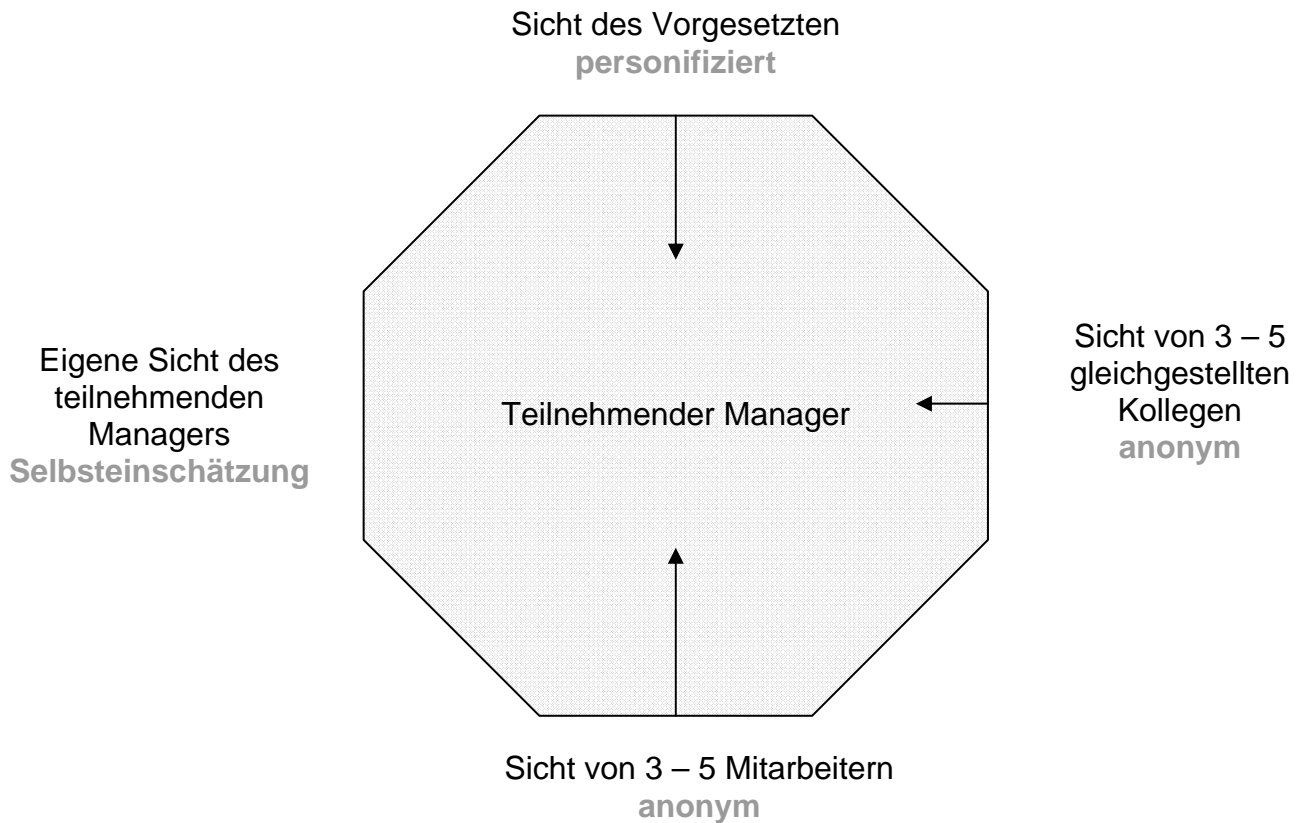 Sicht des Vorgesetzten
personifiziert
Eigene Sicht des
teilnehmenden
Managers
Selbsteinschätzung
Teilnehmender Manager
Sicht von 3 – 5
gleichgestellten
Kollegen
anonym
Sicht von 3 – 5 Mitarbeitern
anonym